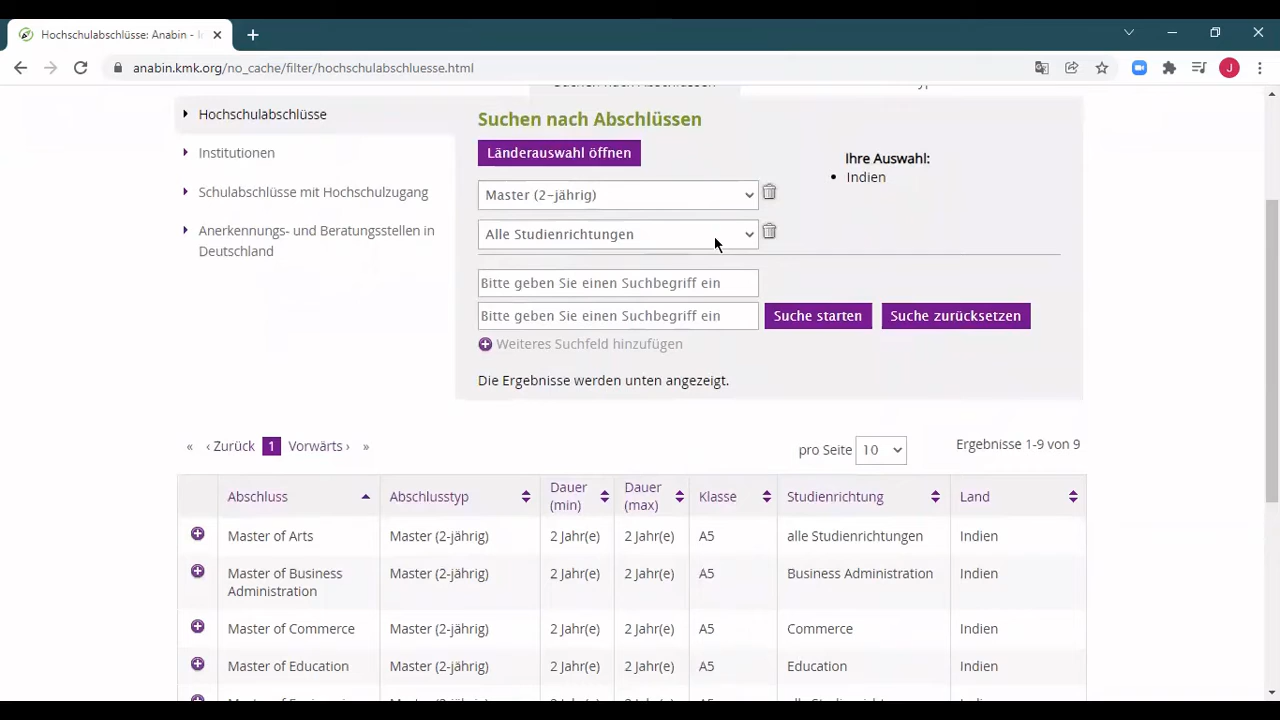 Hochschulabschlüsse: Anabin - I
anabin.kmk.org/no_cache/filter/hochschulabschluesse.html
J
Hochschulabschlüsse
Institutionen
Schulabschlüsse mit Hochschulzugang
Anerkennungs- und Beratungsstellen in
Deutschland
Suchen nach Abschlüssen
Länderauswahl öffnen
Ihre Auswahl:
• Indien
Master (2-jährig)
Alle Studienrichtungen
Bitte geben Sie einen Suchbegriff ein
Bitte geben Sie einen Suchbegriff ein
Suche starten
Suche zurücksetzen
Weiteres Suchfeld hinzufügen
Die Ergebnisse werden unten angezeigt.
« ‹ Zurück 1 Vorwärts › »
pro Seite 10
Ergebnisse 1-9 von 9
Abschluss Abschlusstyp Dauer (min) Dauer (max) Klasse Studienrichtung Land
Master of Arts Master (2-jährig) 2 Jahr(e) 2 Jahr(e) A5 alle Studienrichtungen Indien
Master of Business Master (2-jährig) 2 Jahr(e) 2 Jahr(e) A5 Business Administration Indien
Administration
Master of Commerce Master (2-jährig) 2 Jahr(e) 2 Jahr(e) A5 Commerce Indien
Master of Education Master (2-jährig) 2 Jahr(e) 2 Jahr(e) A5 Education Indien